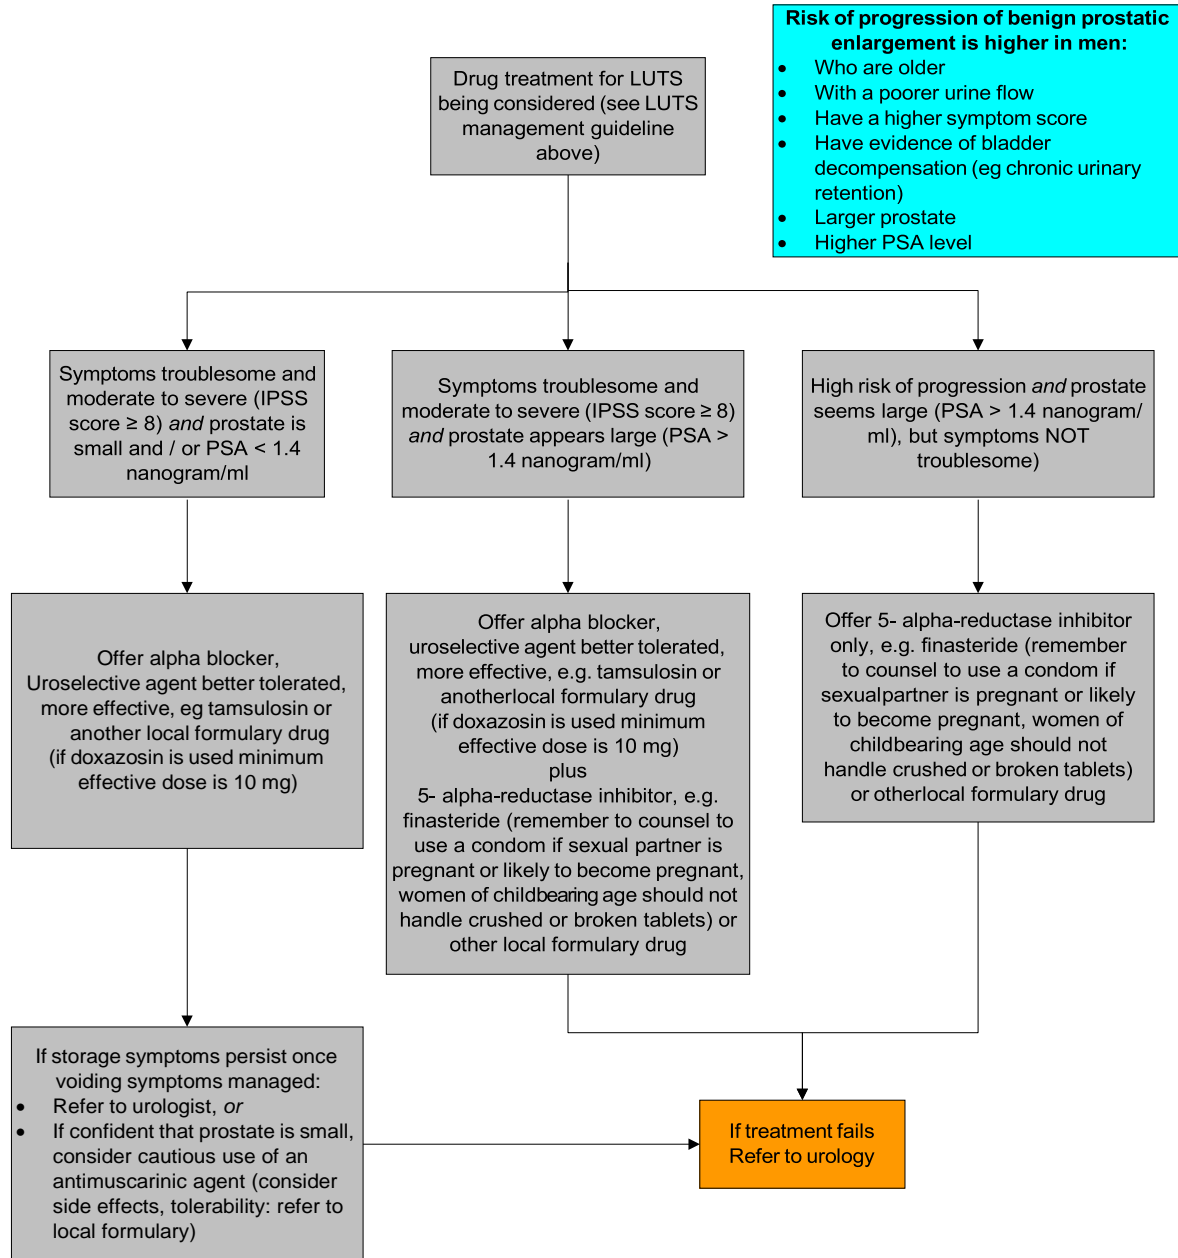 Risk of progression of benign prostatic
enlargement is higher in men:
• Who are older
• With a poorer urine flow
• Have a higher symptom score
• Have evidence of bladder
decompensation (eg chronic urinary
retention)
• Larger prostate
• Higher PSA level
Drug treatment for LUTS
being considered (see LUTS
management guideline
above)
Symptoms troublesome and
moderate to severe (IPSS
score ≥ 8) and prostate is
small and / or PSA < 1.4
nanogram/ml
Symptoms troublesome and
moderate to severe (IPSS score ≥ 8)
and prostate appears large (PSA >
1.4 nanogram/ml)
High risk of progression and prostate
seems large (PSA > 1.4 nanogram/
ml), but symptoms NOT
troublesome)
Offer alpha blocker,
Uroselective agent better tolerated,
more effective, eg tamsulosin or
another local formulary drug
(if doxazosin is used minimum
effective dose is 10 mg)
Offer alpha blocker,
uroselective agent better tolerated,
more effective, e.g. tamsulosin or
anotherlocal formulary drug
(if doxazosin is used minimum
effective dose is 10 mg)
plus
5- alpha-reductase inhibitor, e.g.
finasteride (remember to counsel to
use a condom if sexual partner is
pregnant or likely to become pregnant,
women of childbearing age should not
handle crushed or broken tablets) or
other local formulary drug
Offer 5- alpha-reductase inhibitor
only, e.g. finasteride (remember
to counsel to use a condom if
sexualpartner is pregnant or likely
to become pregnant, women of
childbearing age should not
handle crushed or broken tablets)
or otherlocal formulary drug
If storage symptoms persist once
voiding symptoms managed:
• Refer to urologist, or
• If confident that prostate is small,
consider cautious use of an
antimuscarinic agent (consider
side effects, tolerability: refer to
local formulary)
If treatment fails
Refer to urology